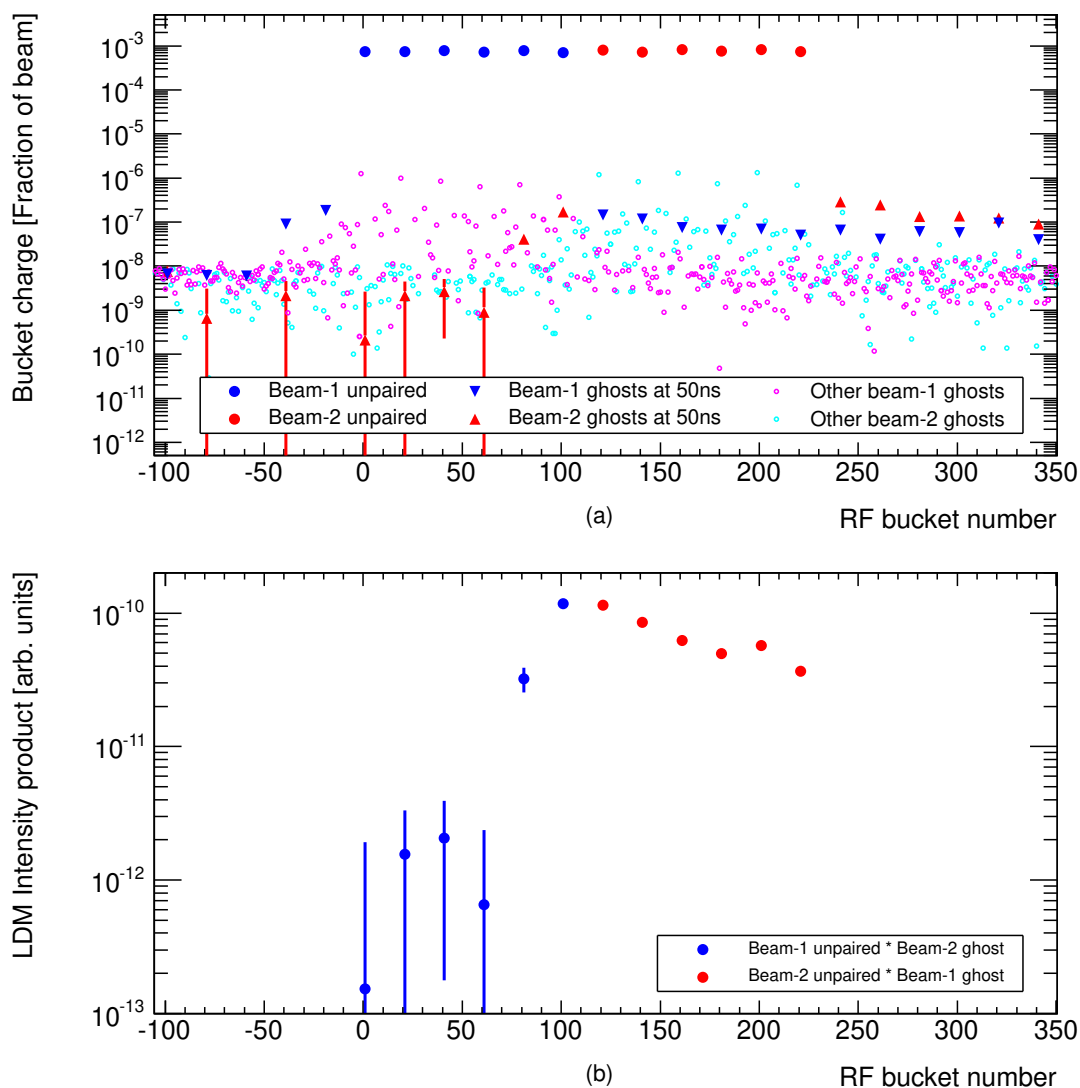 Bucket charge [Fraction of beam]
10-3
10-4
10-5
10-6
10-7
10-8
10-9
10-10
10-11
10-12
Beam-1 unpaired Beam-1 ghosts at 50ns Other beam-1 ghosts
Beam-2 unpaired Beam-2 ghosts at 50ns Other beam-2 ghosts
-100 -50 0 50 100 150 200 250 300 350
(a) RF bucket number
LDM Intensity product [arb. units]
10-10
10-11
10-12
10-13
Beam-1 unpaired * Beam-2 ghost
Beam-2 unpaired * Beam-1 ghost
-100 -50 0 50 100 150 200 250 300 350
(b) RF bucket number